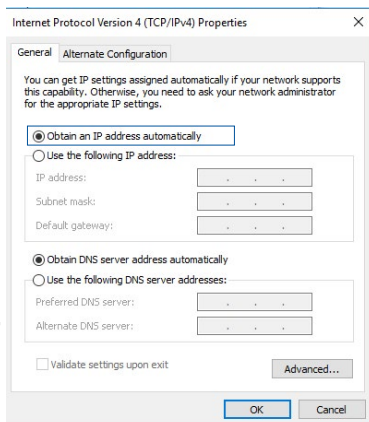 Internet Protocol Version 4 (TCP/IPv4) Properties
General
Alternate Configuration
You can get IP settings assigned automatically if your network supports
this capability. Otherwise, you need to ask your network administrator
for the appropriate IP settings.
Obtain an IP address automatically
Use the following IP address:
IP address:
Subnet mask:
Default gateway:
Obtain DNS server address automatically
Use the following DNS server addresses:
Preferred DNS server:
Alternate DNS server:
Validate settings upon exit
Advanced...
OK
Cancel